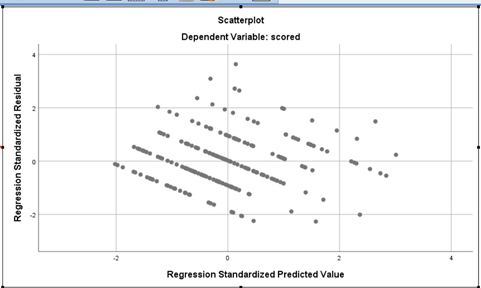 Scatterplot
Dependent Variable: scored
Regression Standardized Residual
4
2
0
-2
-2
0
2
4
Regression Standardized Predicted Value